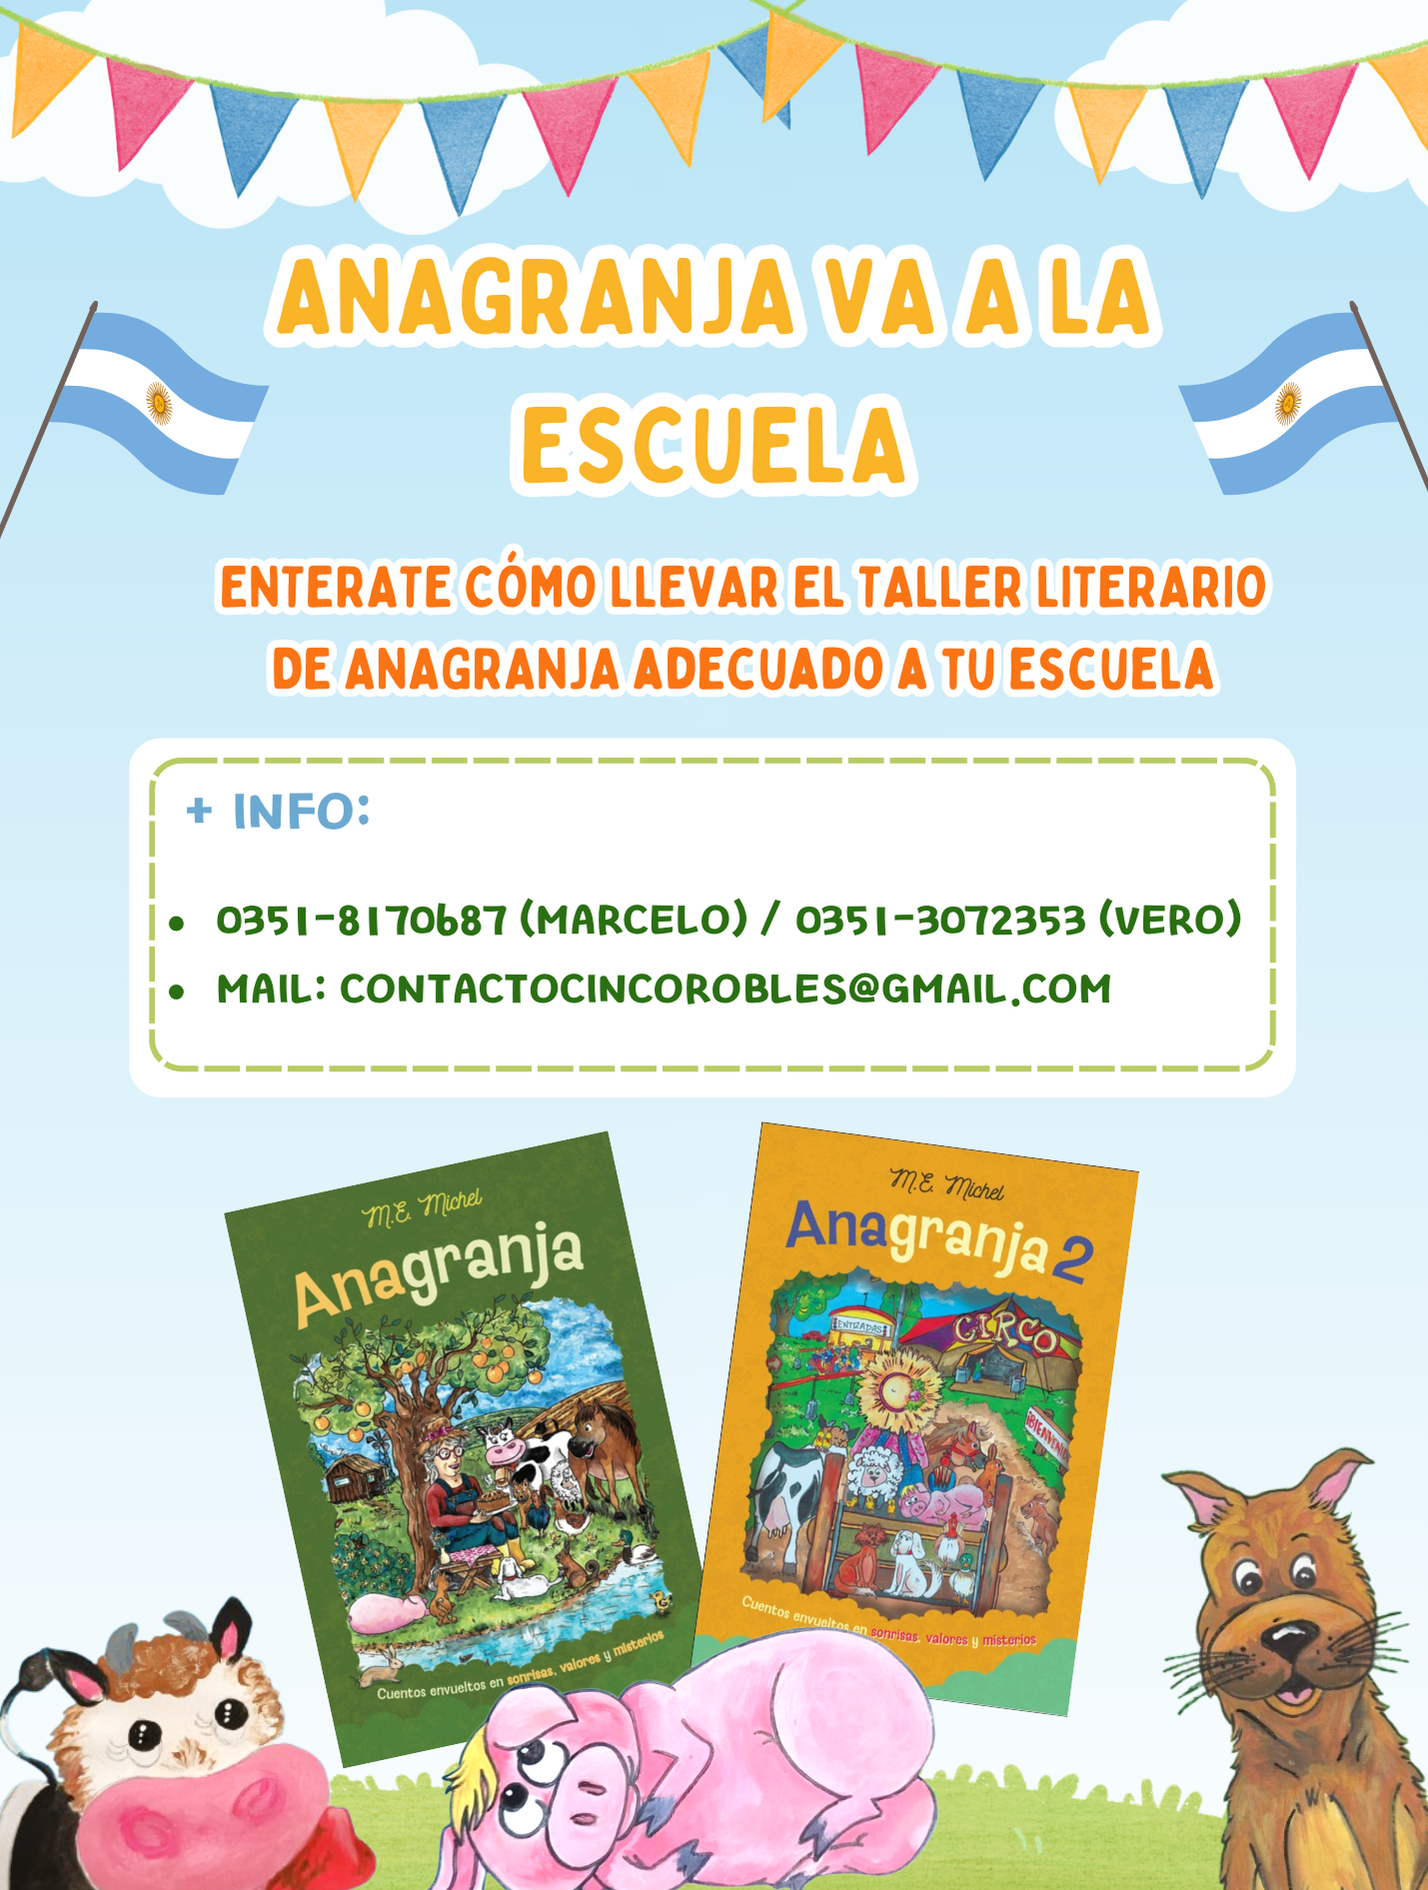 ANAGRANJA VA A LA
ESCUELA
ENTERATE CÓMO LLEVAR EL TALLER LITERARIO
DE ANAGRANJA ADECUADO A TU ESCUELA
+ INFO:
• 0351-8170687 (MARCELO) / 0351-3072353 (VERO)
• MAIL: CONTACTOCINCOROBLES@GMAIL.COM
M.E. Michel
Anagranja
Cuentos envueltos en sonrisas, valores y misterios
M.E. Michel
Anagranja 2
ENTRADAS
CIRCO
Cuentos envueltos en sonrisas, valores y misterios